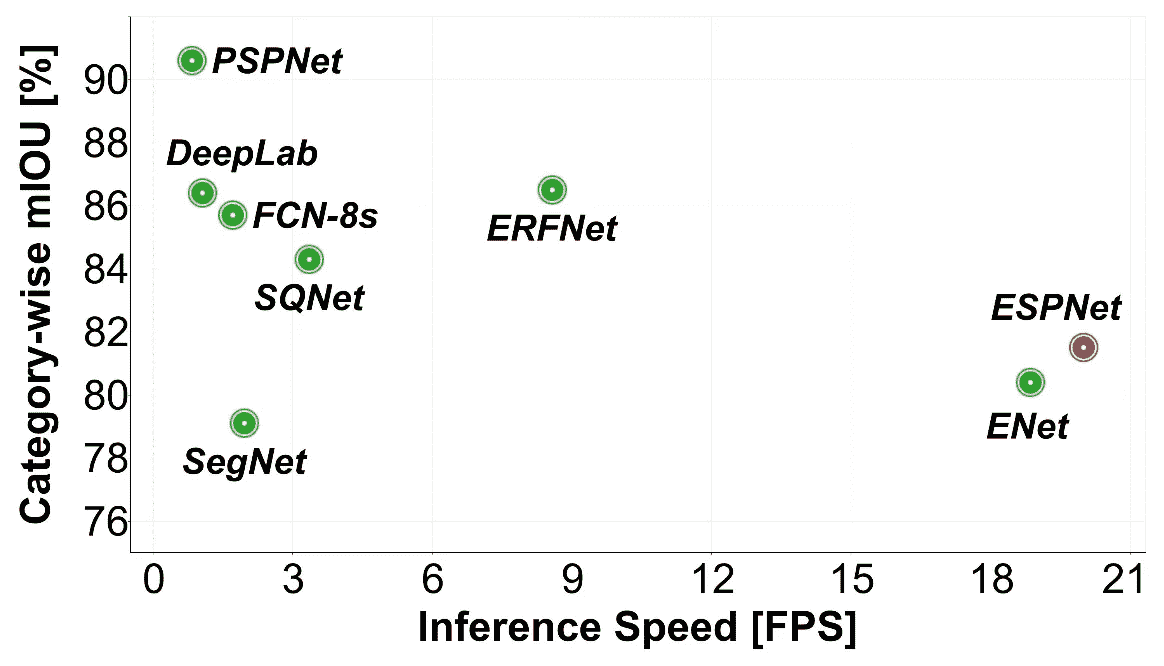 Category-wise mIOU [%]
90
88
86
84
82
80
78
76
PSPNet
DeepLab
FCN-8s
ERFNet
SQNet
ESPNet
ENet
SegNet
0 3 6 9 12 15 18 21
Inference Speed [FPS]